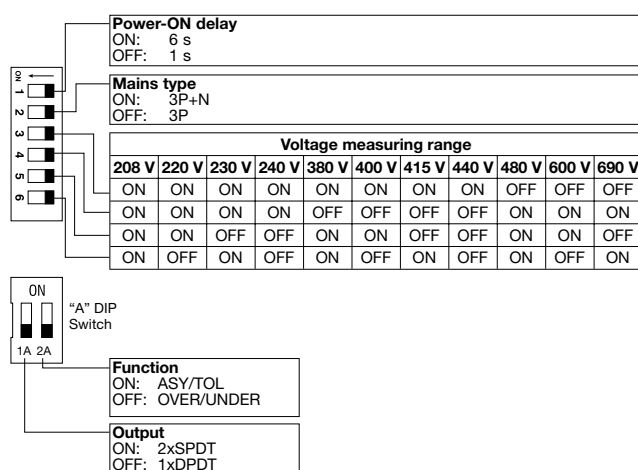 Power-ON delay
ON: 6 s
OFF: 1 s
ON
1
2
3
4
5
6
Mains type
ON: 3P+N
OFF: 3P
Voltage measuring range
208 V 220 V 230 V 240 V 380 V 400 V 415 V 440 V 480 V 600 V 690 V
ON ON ON ON ON ON ON ON OFF OFF OFF
ON ON ON ON OFF OFF OFF OFF ON ON ON
ON ON OFF OFF ON ON OFF OFF ON ON OFF
ON OFF ON OFF ON OFF ON OFF ON OFF ON
ON
1A 2A
"A" DIP
Switch
Function
ON: ASY/TOL
OFF: OVER/UNDER
Output
ON: 2xSPDT
OFF: 1xDPDT